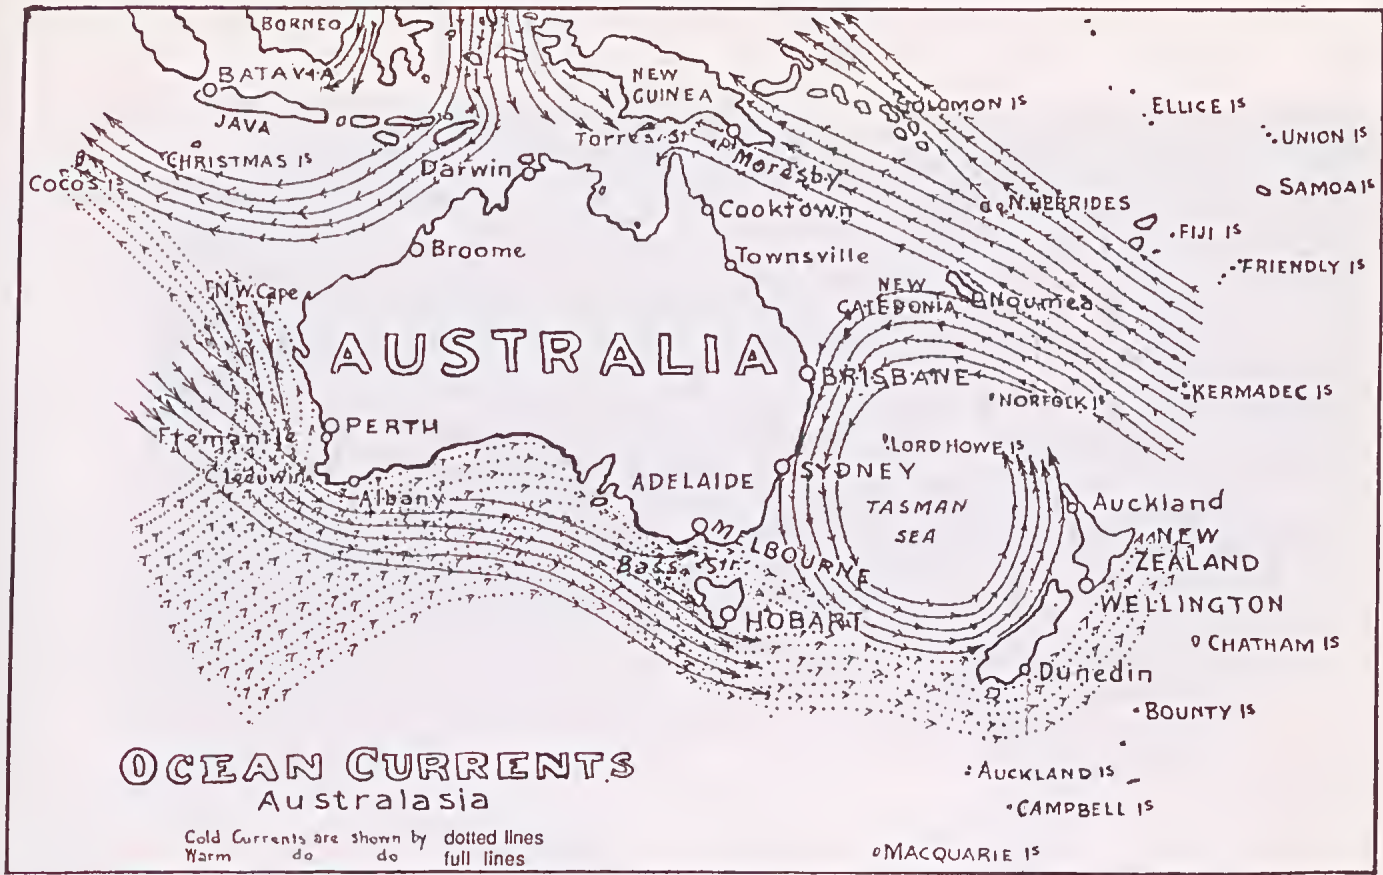 BORNEO
BATAVIA
JAVA
NEW
GUINEA
SOLOMON IS
ELLICE IS
UNION IS
SAMOA IS
Torres Str
Pt Moresby
CHRISTMAS IS
COCOS IS
Darwin
Cooktown
N. HEBRIDES
FIJI IS
FRIENDLY IS
Broome
Townsville
N.W. Cape
NEW
CALEDONIA
Noumea
AUSTRALIA
BRISBANE
NORFOLK Is
KERMADEC IS
PERTH
Fremantle
C Leeuwin
Albany
ADELAIDE
SYDNEY
LORD HOWE IS
TASMAN
SEA
Auckland
MELBOURNE
Bass Str
NEW
ZEALAND
WELLINGTON
HOBART
CHATHAM IS
Dunedin
BOUNTY IS
OCEAN CURRENTS
Australasia
AUCKLAND IS
CAMPBELL IS
Cold Currents are shown by dotted lines
Warm do do full lines
MACQUARIE IS